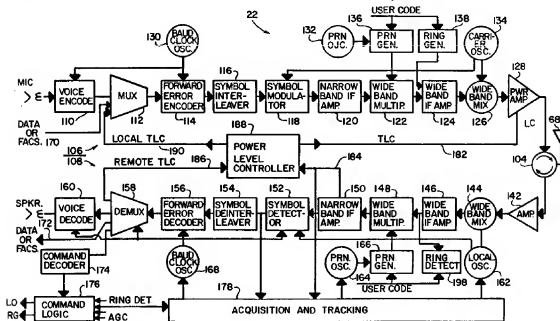 22
USER CODE
BAUD CLOCK OSC.
130
132
PRN OJC.
136
PRN GEN.
RING GEN.
138
CARRIER OSC.
134
MIC
VOICE ENCODE
110
MUX
112
FORWARD ERROR ENCODER
114
116
SYMBOL INTERLEAVER
SYMBOL MODULATOR
118
NARROW BAND IF AMP.
120
WIDE BAND MULTIP.
122
WIDE BAND IF AMP.
124
WIDE BAND MIX
126
128
PWR AMP.
DATA OR FACS. 170
LOCAL TLC
190
188
POWER LEVEL CONTROLLER
TLC
182
LC
68
106
108
REMOTE TLC
186
184
104
160
SPKR.
VOICE DECODE
172
DATA OR FACS.
158
DEMUX
156
FORWARD ERROR DECODER
154
SYMBOL DEINTERLEAVER
152
SYMBOL DETECTOR
150
NARROW BAND IF AMP.
148
WIDE BAND MULTIP.
146
WIDE BAND IF AMP.
144
WIDE BAND MIX
142
AMP.
COMMAND DECODER
174
BAUD CLOCK OSC.
168
PRN OSC.
164
166
PRN GEN.
RING DETECT
198
LOCAL OSC.
162
USER CODE
176
COMMAND LOGIC
LO
RG
RING DET
AGC
178
ACQUISITION AND TRACKING